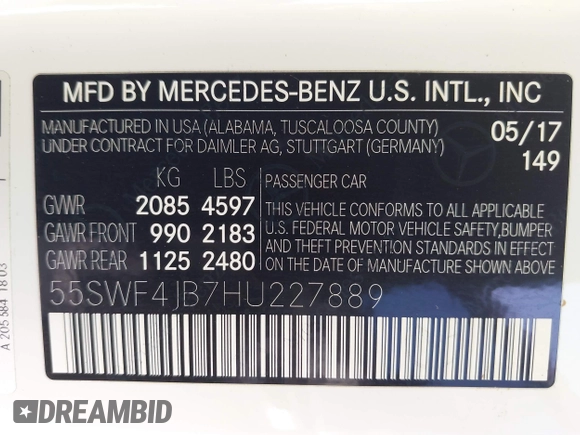 MFD BY MERCEDES-BENZ U.S. INTL., INC
MANUFACTURED IN USA (ALABAMA, TUSCALOOSA COUNTY)
UNDER CONTRACT FOR DAIMLER AG, STUTTGART (GERMANY)
05/17
149
KG LBS
PASSENGER CAR
GVWR 2085 4597
GAWR FRONT 990 2183
GAWR REAR 1125 2480
THIS VEHICLE CONFORMS TO ALL APPLICABLE
U.S. FEDERAL MOTOR VEHICLE SAFETY,BUMPER
AND THEFT PREVENTION STANDARDS IN EFFECT
ON THE DATE OF MANUFACTURE SHOWN ABOVE.
55SWF4JB7HU227889
A 205 584 18 03
DREAMBID